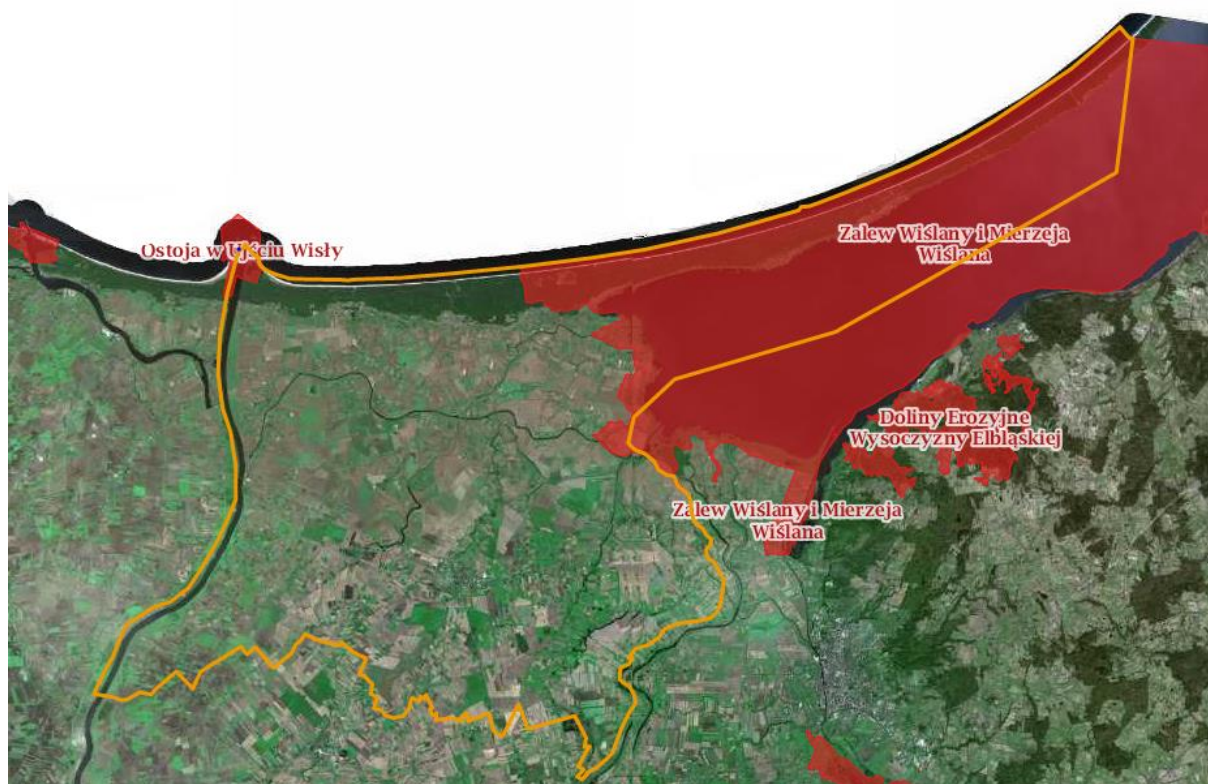 Ostoja w Ujściu Wisły
Zalew Wiślany i Mierzeja
Wiślana
Doliny Erozyjne
Wysoczyzny Elbląskiej
Zalew Wiślany i Mierzeja
Wiślana